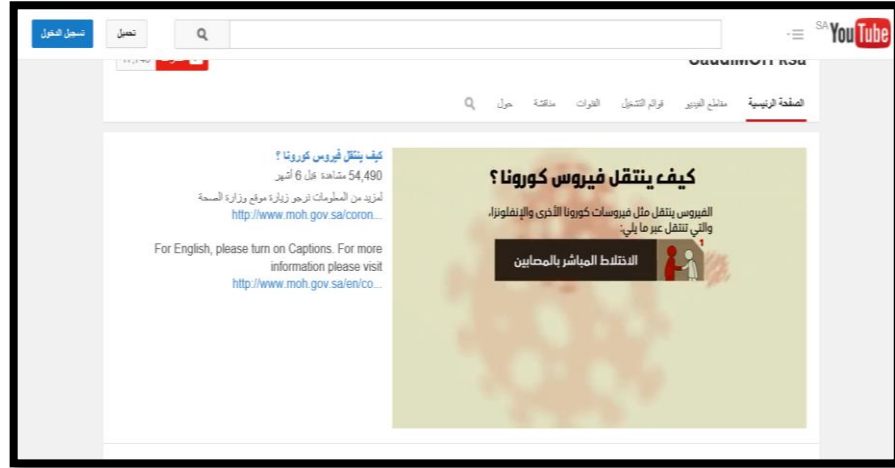 YouTube SA
تحميل
تسجيل الدخول
الصفحة الرئيسية
مقاطع الفيديو
قوائم التشغيل
القنوات
مناقشة
حول
كيف ينتقل فيروس كورونا ؟
الفيروس ينتقل مثل فيروسات كورونا الأخرى والإنفلونزا،
والتي تنتقل عبر ما يلي:
1
الاختلاط المباشر بالمصابين
كيف ينتقل فيروس كورونا ؟
54,490 مشاهدة قبل 6 أشهر
لمزيد من المعلومات نرجو زيارة موقع وزارة الصحة
http://www.moh.gov.sa/coron...
For English, please turn on Captions. For more
information please visit
http://www.moh.gov.sa/en/co...